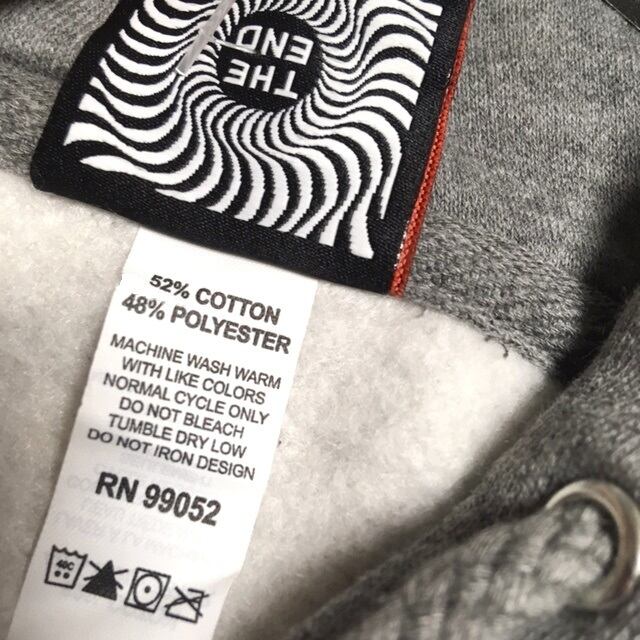 THE
END
52% COTTON
48% POLYESTER
MACHINE WASH WARM
WITH LIKE COLORS
NORMAL CYCLE ONLY
DO NOT BLEACH
TUMBLE DRY LOW
DO NOT IRON DESIGN
RN 99052
40C